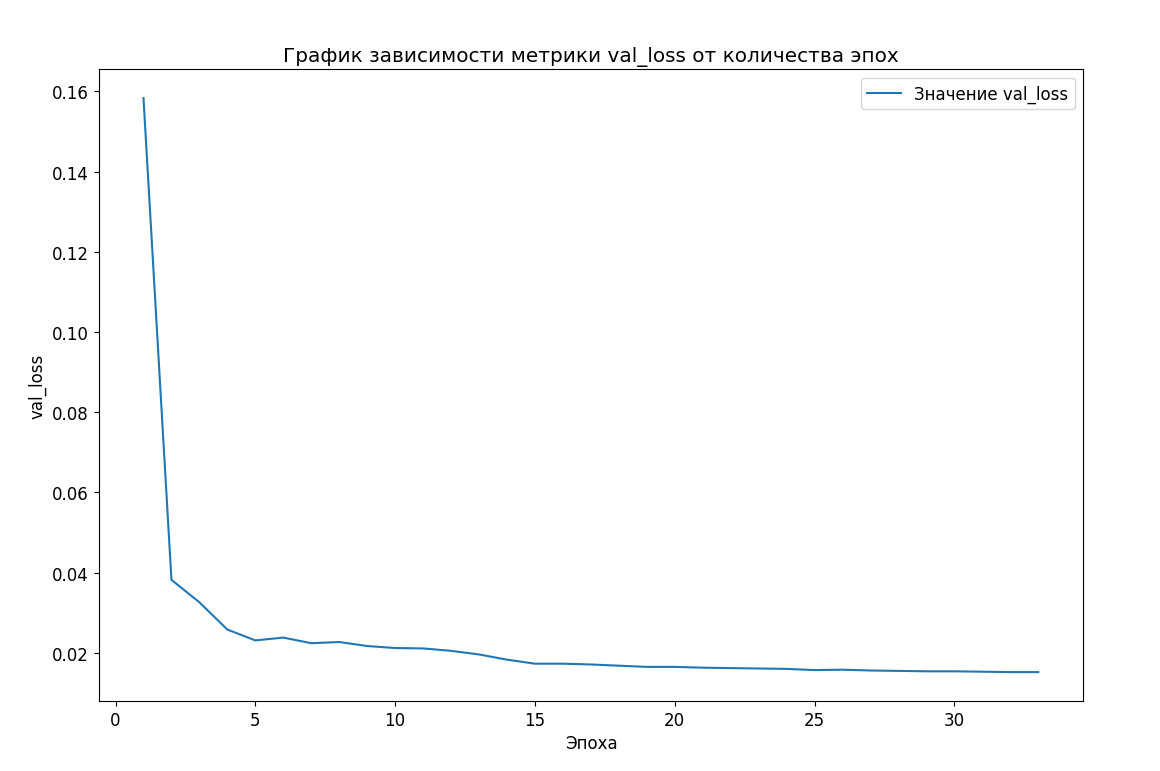 График зависимости метрики val_loss от количества эпох
Значение val_loss
0.16
0.14
0.12
0.10
0.08
0.06
0.04
0.02
val_loss
0 5 10 15 20 25 30
Эпоха